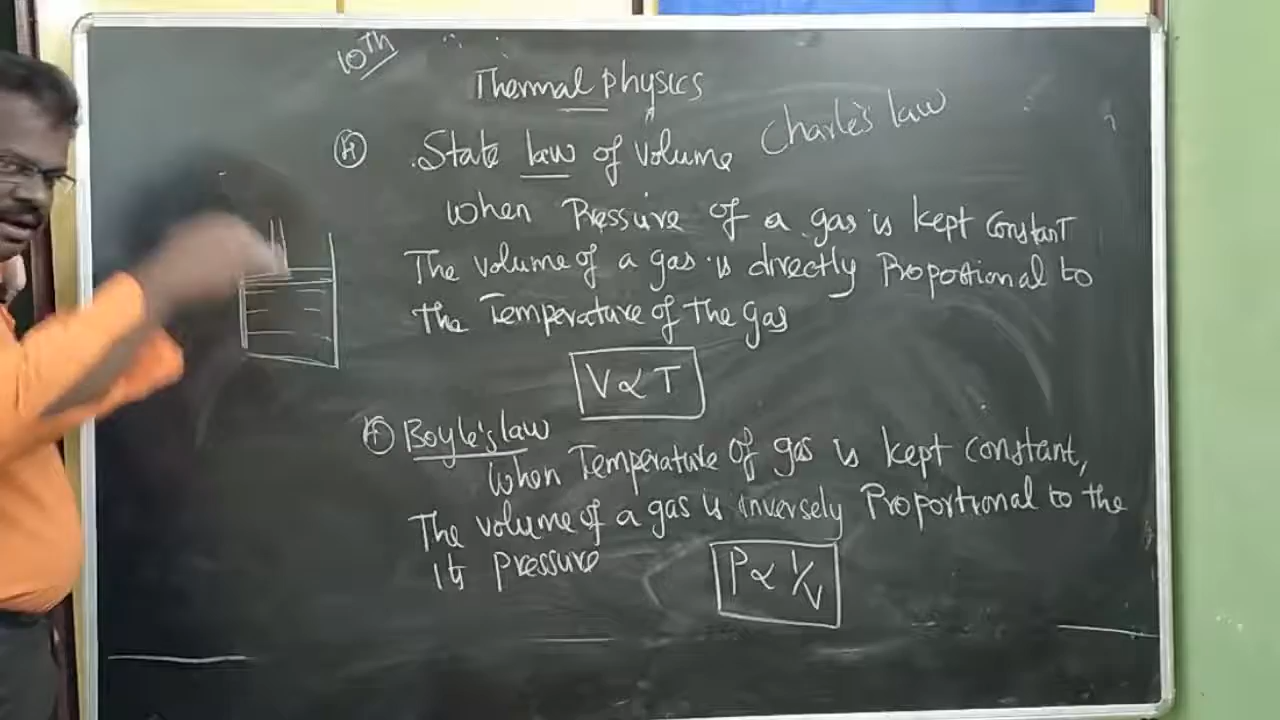 10th
Thermal physics
State law of volume Charle's law
when Pressure of a gas is kept constant
The volume of a gas is directly Proportional to
the Temperature of the gas
V ∝ T
Boyle's law
When Temperature of gas is kept constant,
The volume of a gas is inversely Proportional to the
its pressure
P ∝ 1/V